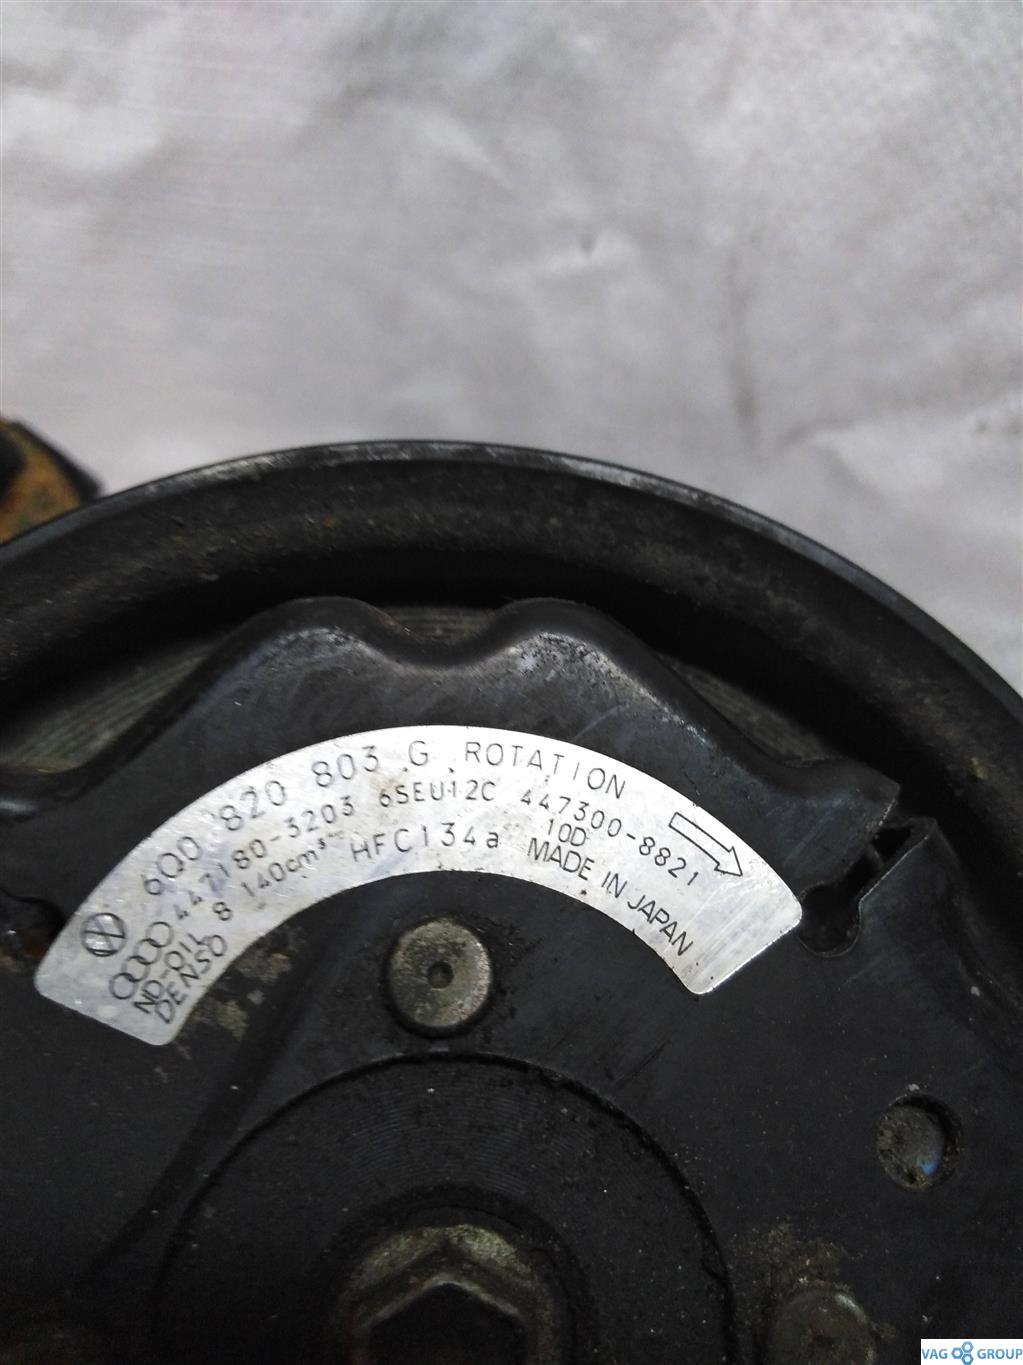 6Q0 820 803 G ROTATION
447180-3203 6SEU12C 447300-8821
ND-OIL 8 140cm³ HFC134a 10D
DENSO MADE IN JAPAN
VAG GROUP